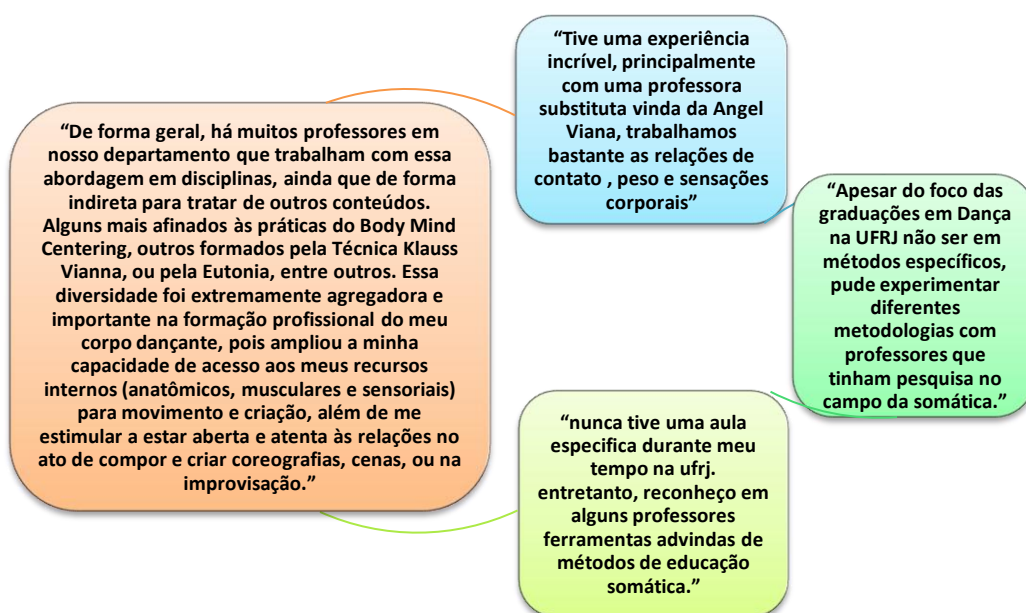 “De forma geral, há muitos professores em
nosso departamento que trabalham com essa
abordagem em disciplinas, ainda que de forma
indireta para tratar de outros conteúdos.
Alguns mais afinados às práticas do Body Mind
Centering, outros formados pela Técnica Klauss
Vianna, ou pela Eutonia, entre outros. Essa
diversidade foi extremamente agregadora e
importante na formação profissional do meu
corpo dançante, pois ampliou a minha
capacidade de acesso aos meus recursos
internos (anatômicos, musculares e sensoriais)
para movimento e criação, além de me
estimular a estar aberta e atenta às relações no
ato de compor e criar coreografias, cenas, ou na
improvisação.”
“Tive uma experiência
incrível, principalmente
com uma professora
substituta vinda da Angel
Viana, trabalhamos
bastante as relações de
contato , peso e sensações
corporais”
“Apesar do foco das
graduações em Dança
na UFRJ não ser em
métodos específicos,
pude experimentar
diferentes
metodologias com
professores que
tinham pesquisa no
campo da somática.”
“nunca tive uma aula
especifica durante meu
tempo na ufrj.
entretanto, reconheço em
alguns professores
ferramentas advindas de
métodos de educação
somática.”